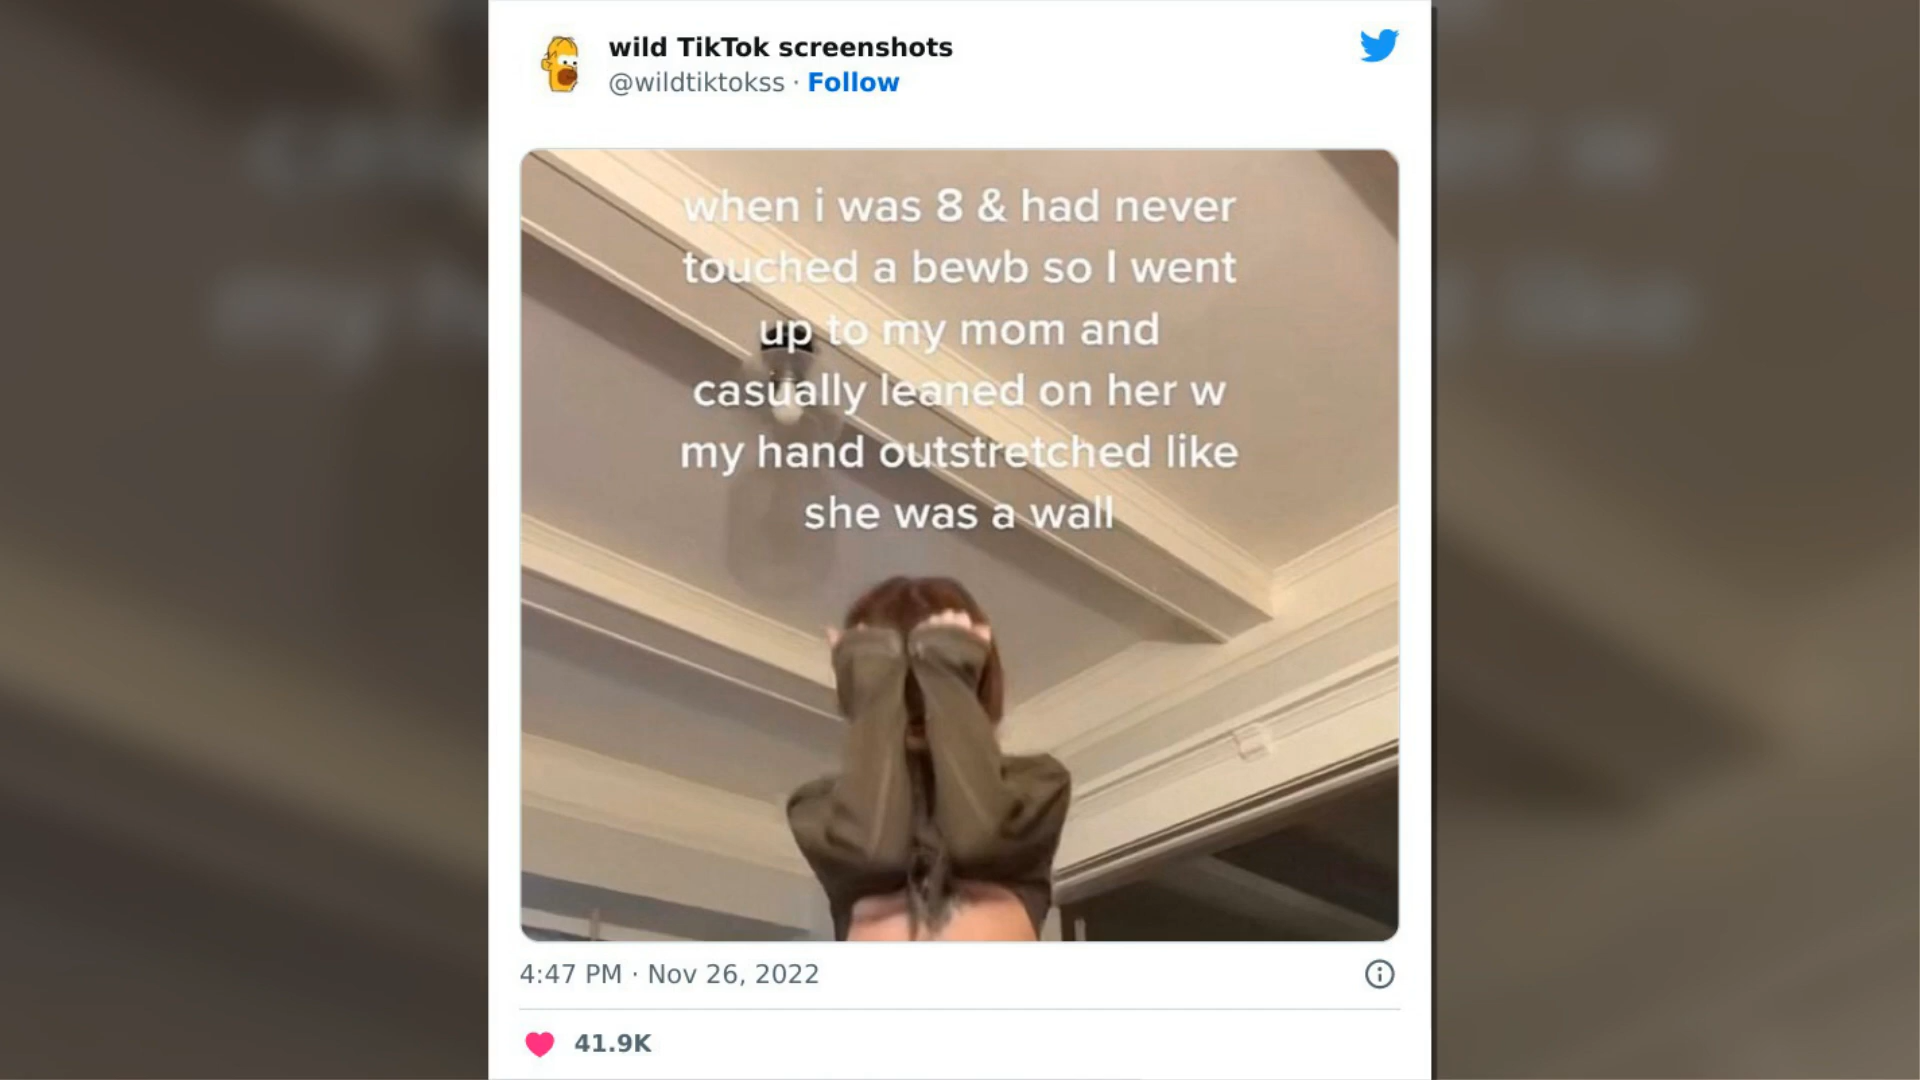 wild TikTok screenshots
@wildtiktokss · Follow
when i was 8 & had never
touched a bewb so I went
up to my mom and
casually leaned on her w
my hand outstretched like
she was a wall
4:47 PM · Nov 26, 2022
41.9K